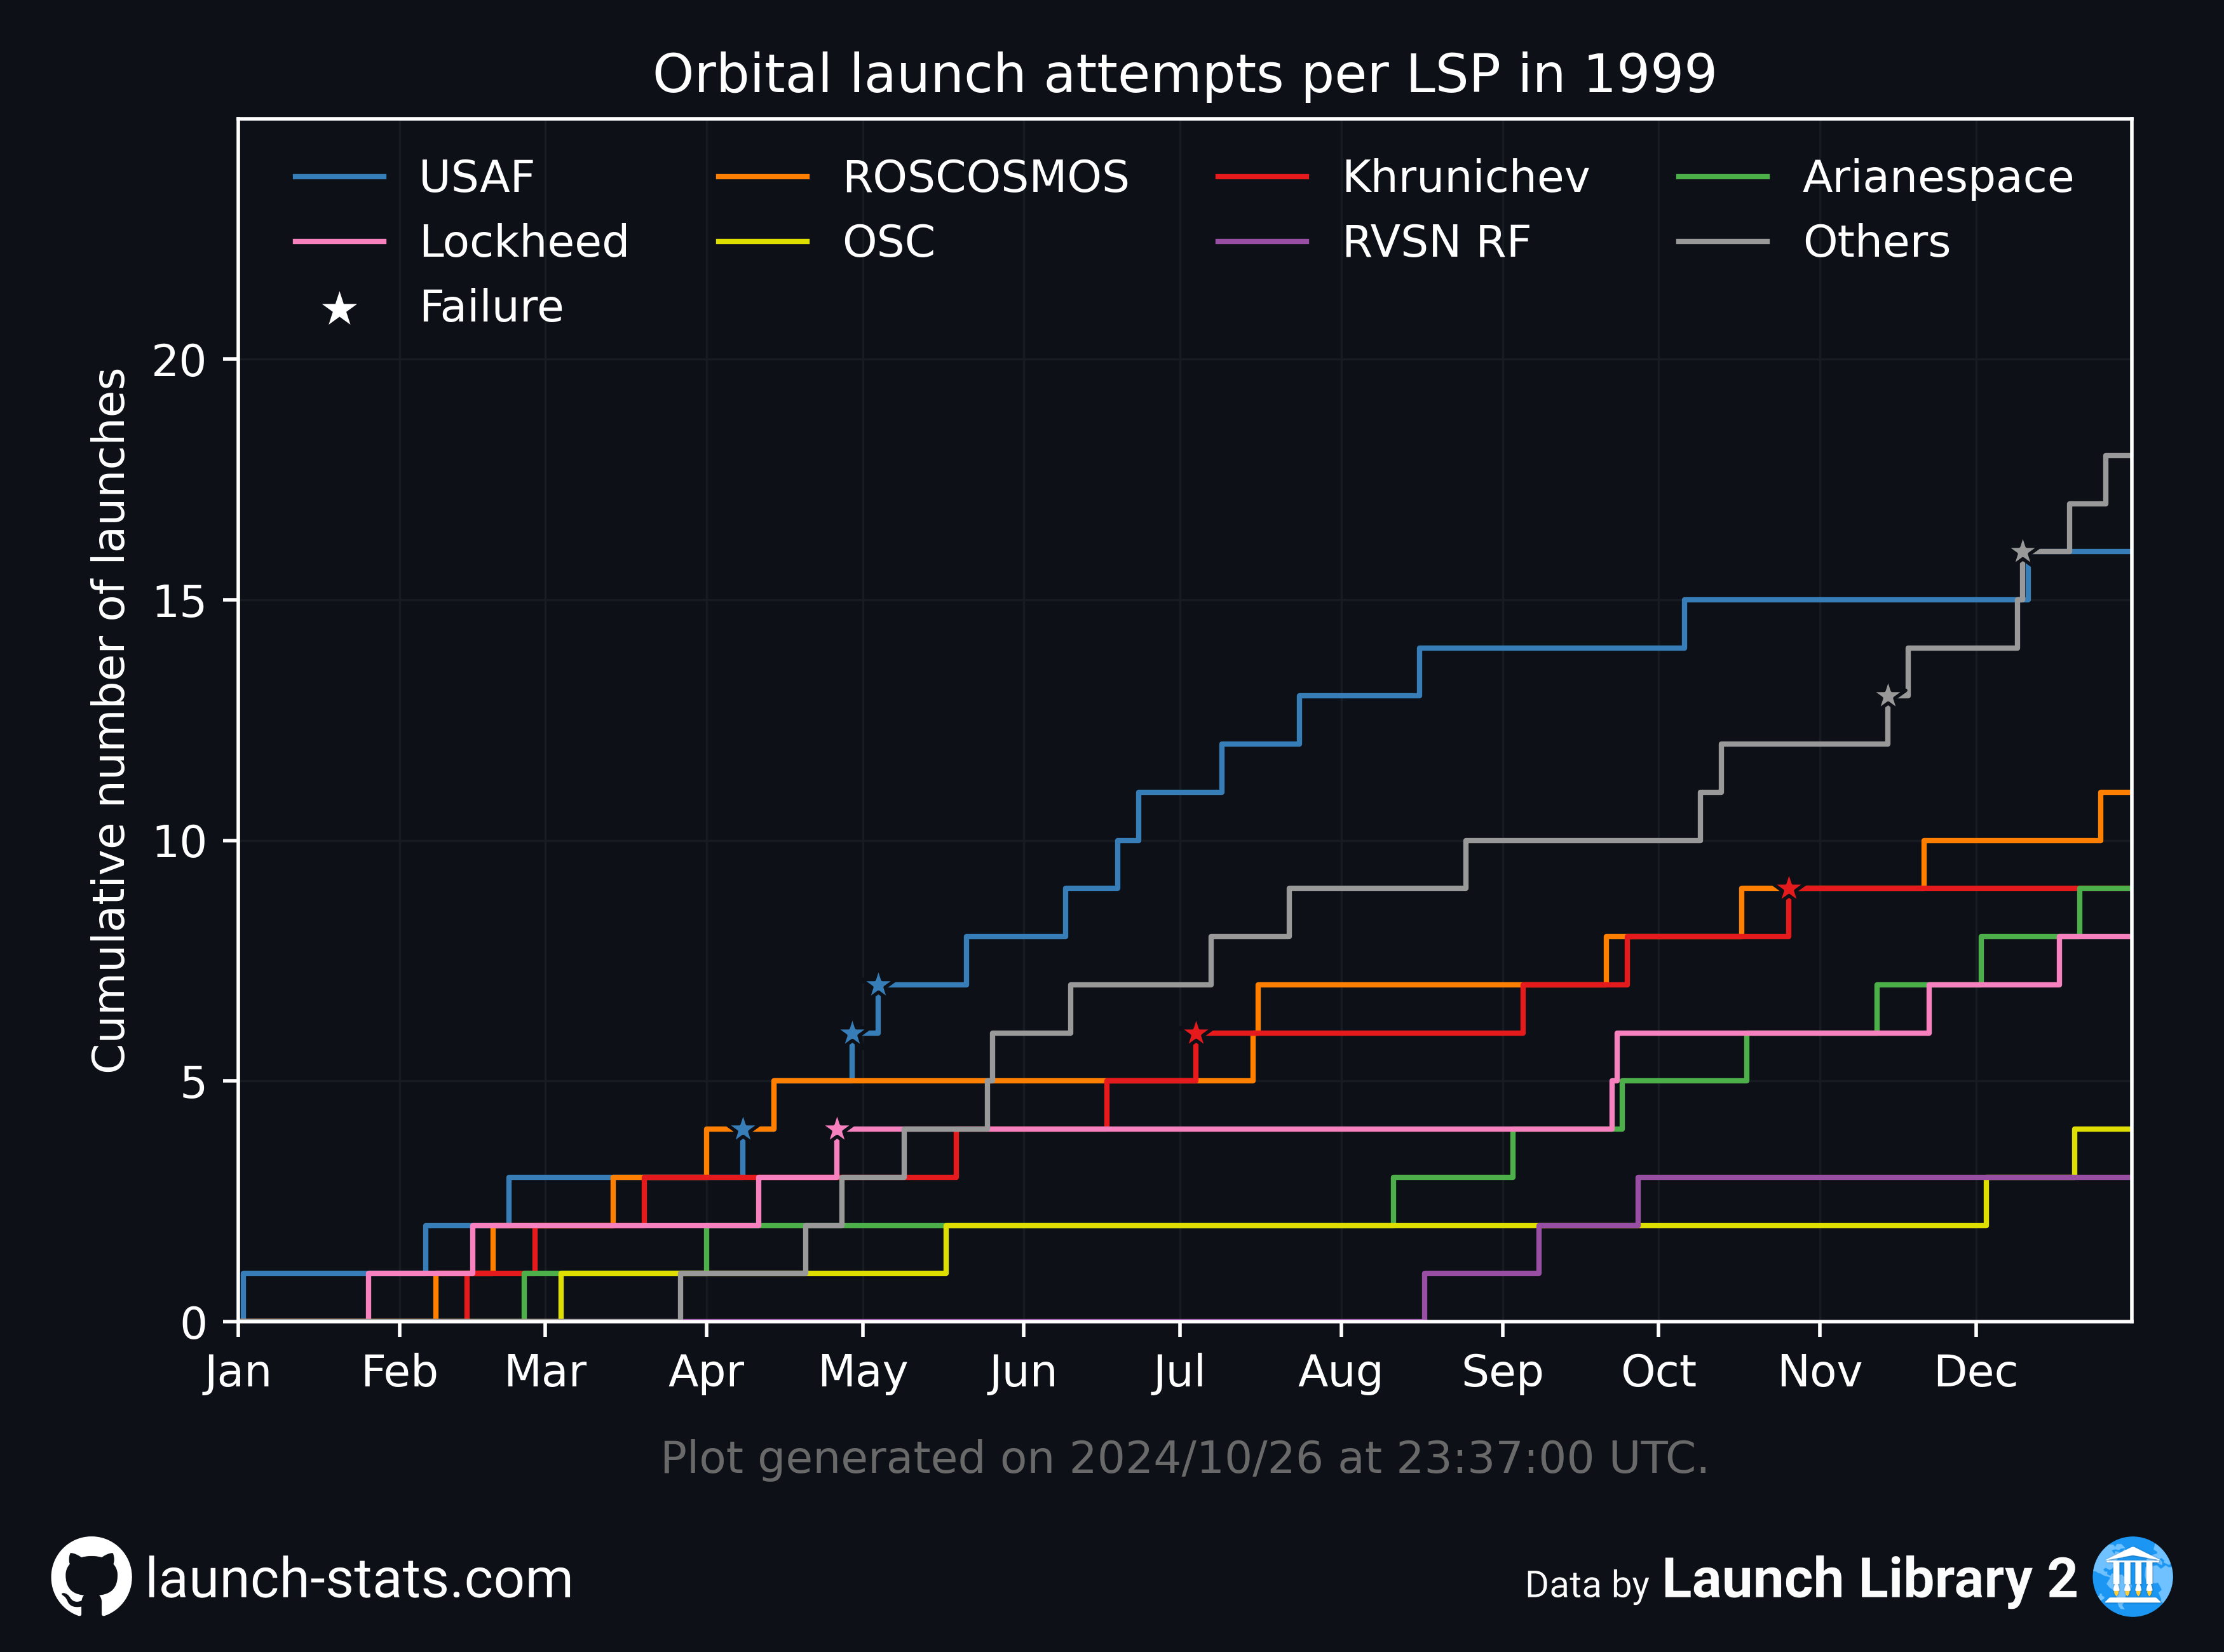 Orbital launch attempts per LSP in 1999
USAF
ROSCOSMOS
Khrunichev
Arianespace
Lockheed
OSC
RVSN RF
Others
Failure
Cumulative number of launches
20
15
10
5
0
Jan Feb Mar Apr May Jun Jul Aug Sep Oct Nov Dec
Plot generated on 2024/10/26 at 23:37:00 UTC.
launch-stats.com
Data by Launch Library 2